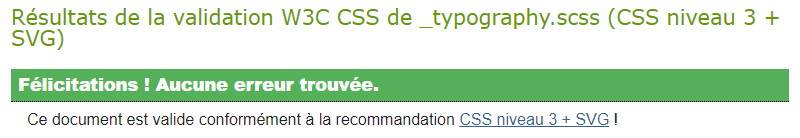 Résultats de la validation W3C CSS de _typography.scss (CSS niveau 3 +
SVG)
Félicitations ! Aucune erreur trouvée.
Ce document est valide conformément à la recommandation CSS niveau 3 + SVG !